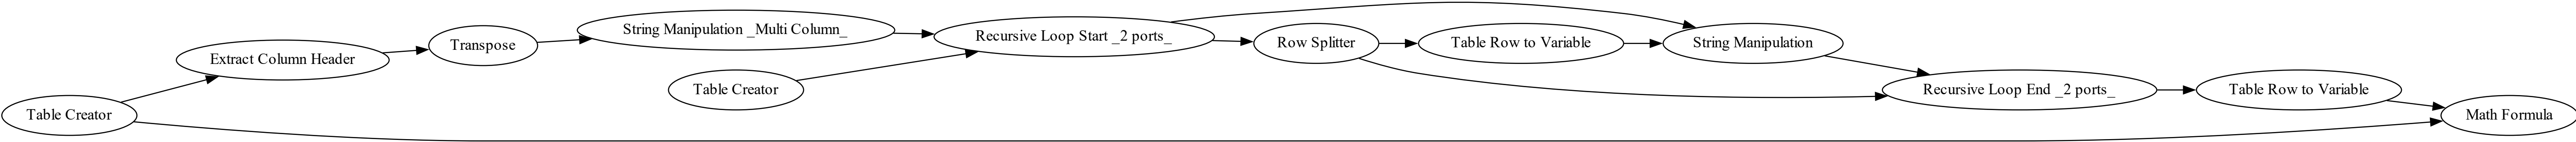 Table Creator
Extract Column Header
Transpose
String Manipulation _Multi Column_
Table Creator
Recursive Loop Start _2 ports_
Row Splitter
Table Row to Variable
String Manipulation
Recursive Loop End _2 ports_
Table Row to Variable
Math Formula